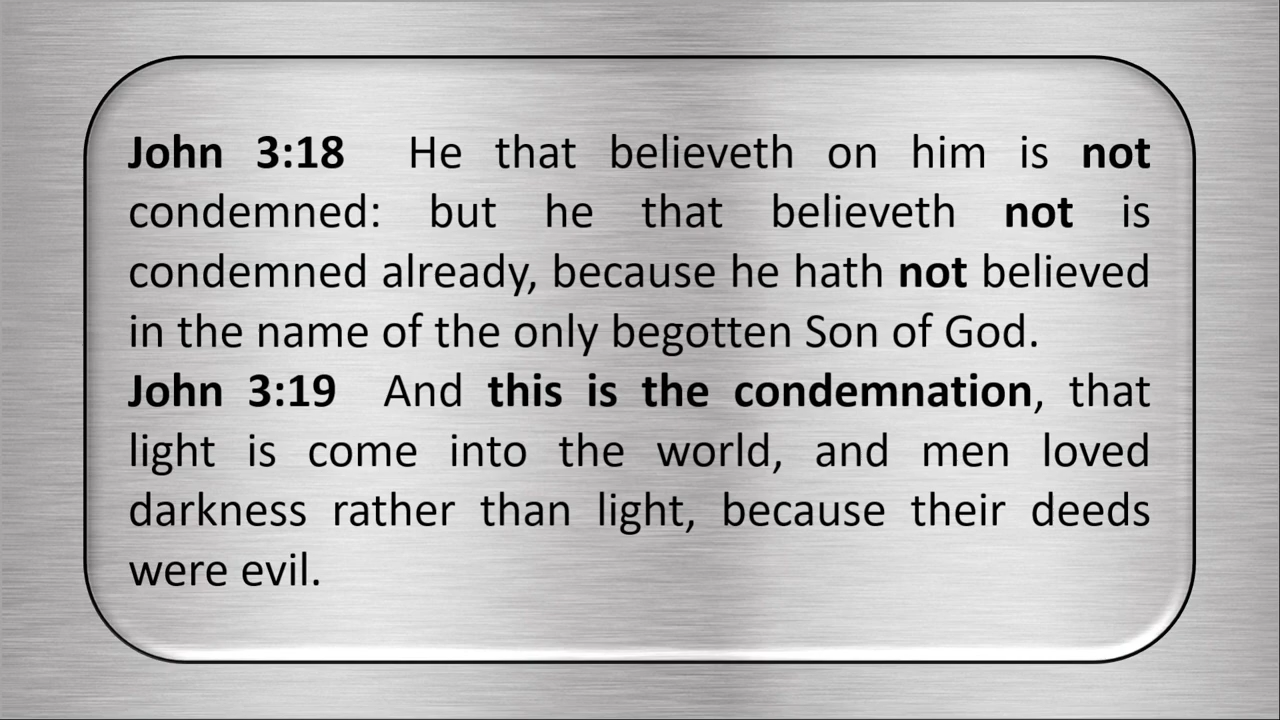 John 3:18 He that believeth on him is not
condemned: but he that believeth not is
condemned already, because he hath not believed
in the name of the only begotten Son of God.
John 3:19 And this is the condemnation, that
light is come into the world, and men loved
darkness rather than light, because their deeds
were evil.